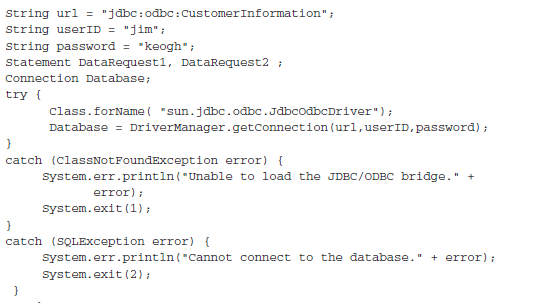 String url = "jdbc:odbc:CustomerInformation";
String userID = "jim";
String password = "keogh";
Statement DataRequest1, DataRequest2 ;
Connection Database;
try {
Class.forName( "sun.jdbc.odbc.JdbcOdbcDriver");
Database = DriverManager.getConnection(url,userID,password);
}
catch (ClassNotFoundException error) {
System.err.println("Unable to load the JDBC/ODBC bridge." +
error);
System.exit(1);
}
catch (SQLException error) {
System.err.println("Cannot connect to the database." + error);
System.exit(2);
}